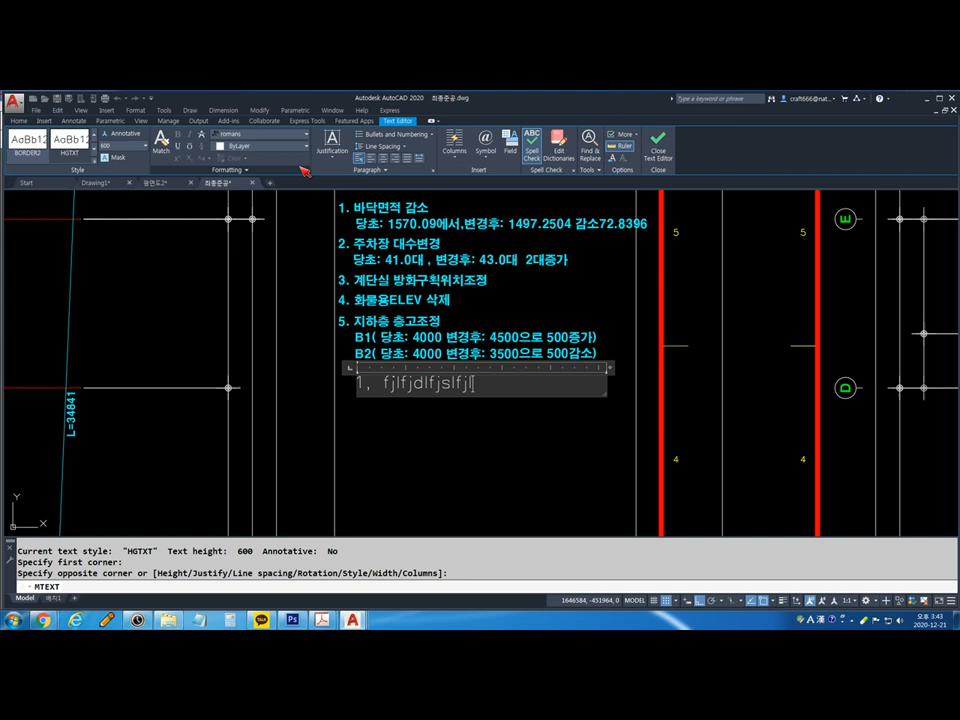 Autodesk AutoCAD 2020 최종준공.dwg
Type a keyword or phrase
craft666@nat...
File Edit View Insert Format Tools Draw Dimension Modify Parametric Window Help Express
Home Insert Annotate Parametric View Manage Output Add-ins Collaborate Express Tools Featured Apps Text Editor
AaBb12 AaBb12
BORDER2 HGTXT
Annotative
600
Mask
Style
Match
romans
ByLayer
Formatting
Justification
Bullets and Numbering
Line Spacing
Paragraph
Columns
Symbol
Field
Insert
ABC
Spell Check
Edit Dictionaries
Spell Check
Find & Replace
Tools
More
Ruler
Options
Close Text Editor
Close
Start Drawing1* 평면도2* 최종준공*
1. 바닥면적 감소
당초: 1570.09에서,변경후: 1497.2504 감소72.8396
2. 주차장 대수변경
당초: 41.0대 , 변경후: 43.0대 2대증가
3. 계단실 방화구획위치조정
4. 화물용ELEV 삭제
5. 지하층 층고조정
B1( 당초: 4000 변경후: 4500으로 500증가)
B2( 당초: 4000 변경후: 3500으로 500감소)
1, fjlfjdlfjslfjl
L=34841
5 5
4 4
E
D
Y
X
Current text style: "HGTXT" Text height: 600 Annotative: No
Specify first corner:
Specify opposite corner or [Height/Justify/Line spacing/Rotation/Style/Width/Columns]:
MTEXT
Model 배치1
1646584, -451964, 0 MODEL
1:1
오후 3:43
2020-12-21